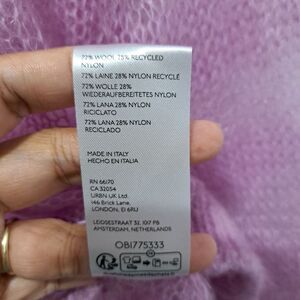 72% WOOL 28% RECYCLED
NYLON
72% LAINE 28% NYLON RECYCLÉ
72% WOLLE 28%
WIEDERAUFBEREITETES NYLON
72% LANA 28% NYLON
RICICLATO
72% LANA 28% NYLON
RECICLADO
MADE IN ITALY
HECHO EN ITALIA
RN 66170
CA 32054
URBN UK Ltd.
146 Brick Lane,
LONDON, E1 6RU
LEIDSESTRAAT 32, 1017 PB
AMSTERDAM, NETHERLANDS
OB1775333